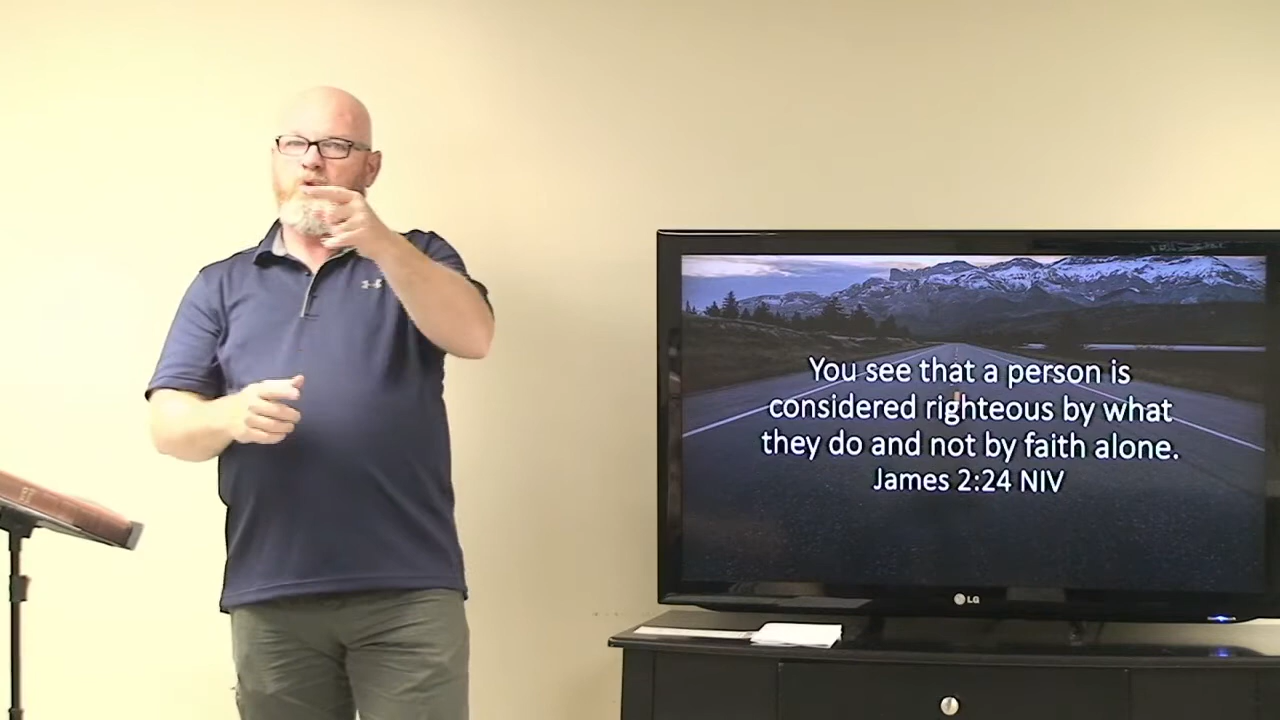 You see that a person is
considered righteous by what
they do and not by faith alone.
James 2:24 NIV
LG